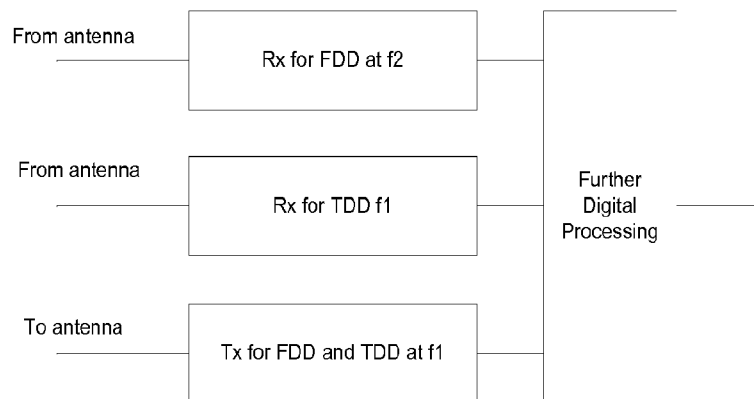 From antenna
Rx for FDD at f2
From antenna
Rx for TDD f1
Further
Digital
Processing
To antenna
Tx for FDD and TDD at f1